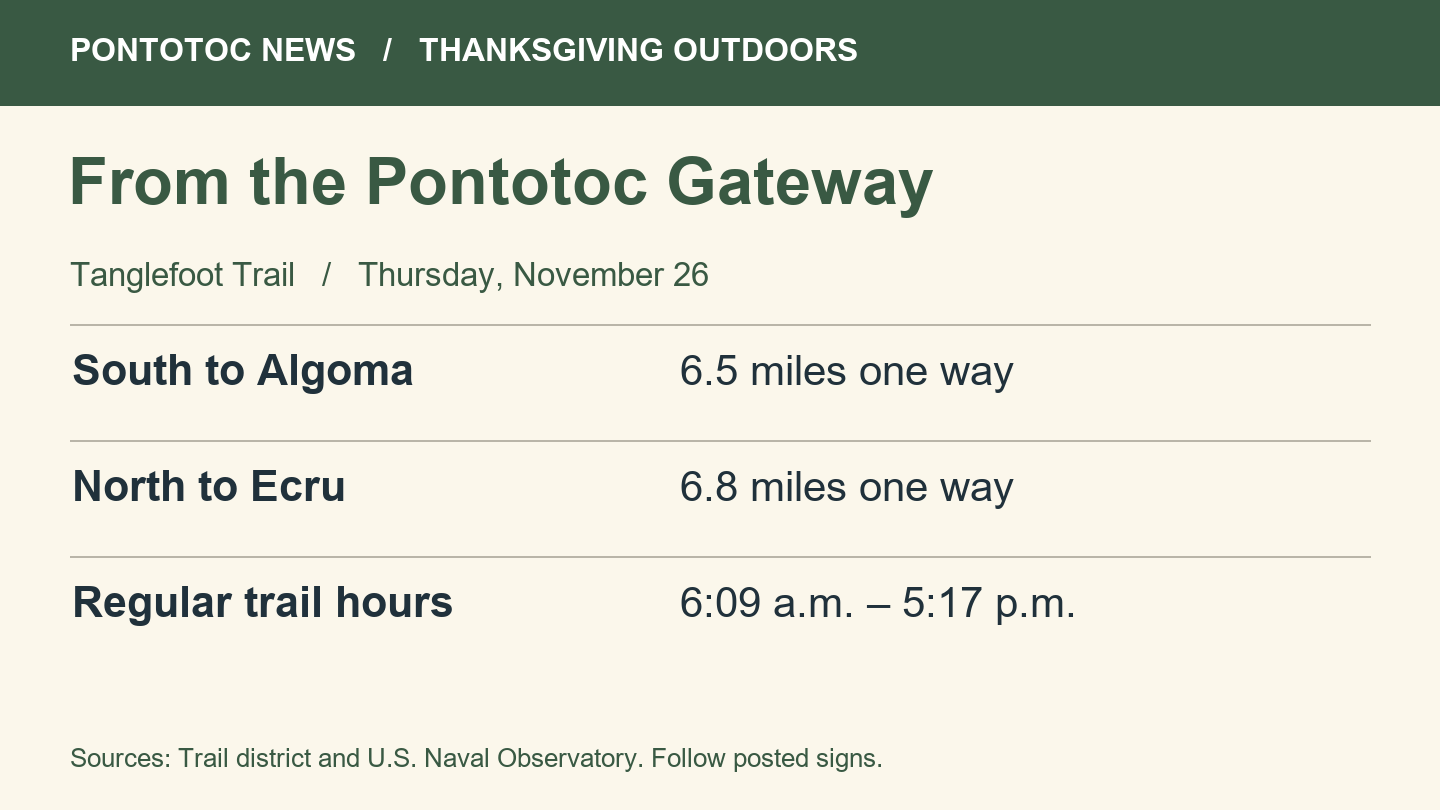 PONTOTOC NEWS / THANKSGIVING OUTDOORS
From the Pontotoc Gateway
Tanglefoot Trail / Thursday, November 26
South to Algoma 6.5 miles one way
North to Ecru 6.8 miles one way
Regular trail hours 6:09 a.m. – 5:17 p.m.
Sources: Trail district and U.S. Naval Observatory. Follow posted signs.